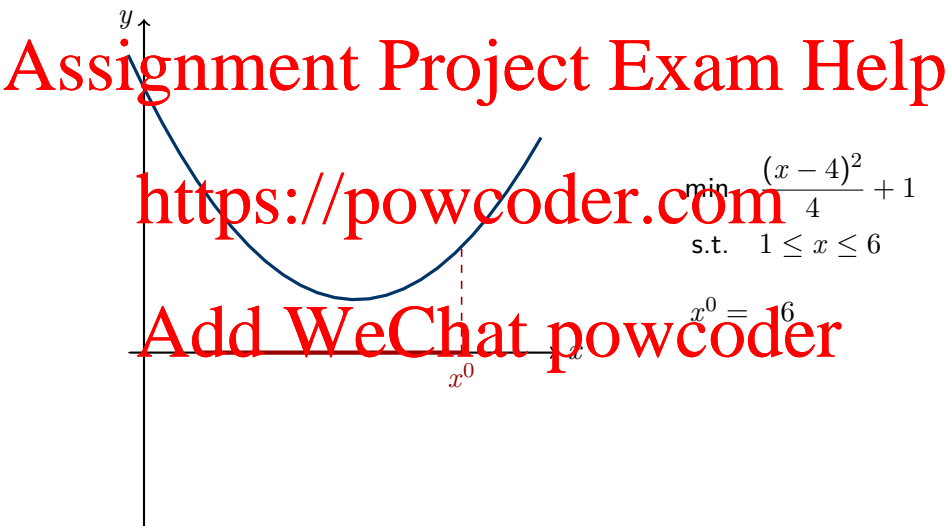 y
Assignment Project Exam Help
min (x − 4)² / 4 + 1
https://powcoder.com
s.t. 1 ≤ x ≤ 6
x⁰ = 6
Add WeChat powcoder
x
x⁰